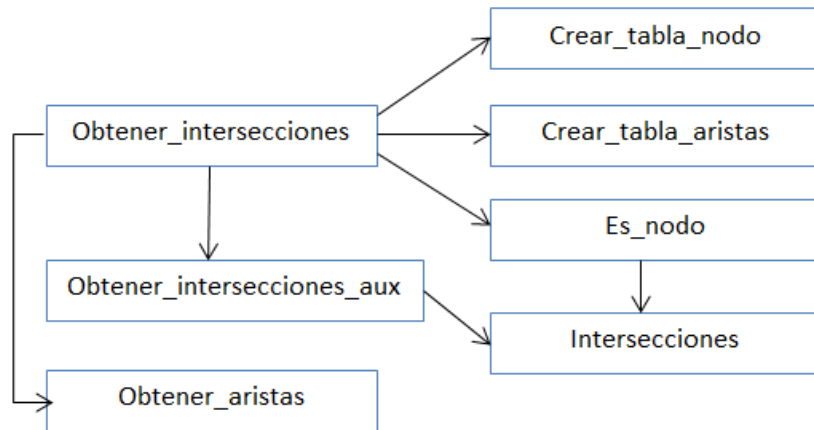 Crear_tabla_nodo
Obtener_intersecciones
Crear_tabla_aristas
Es_nodo
Obtener_intersecciones_aux
Intersecciones
Obtener_aristas